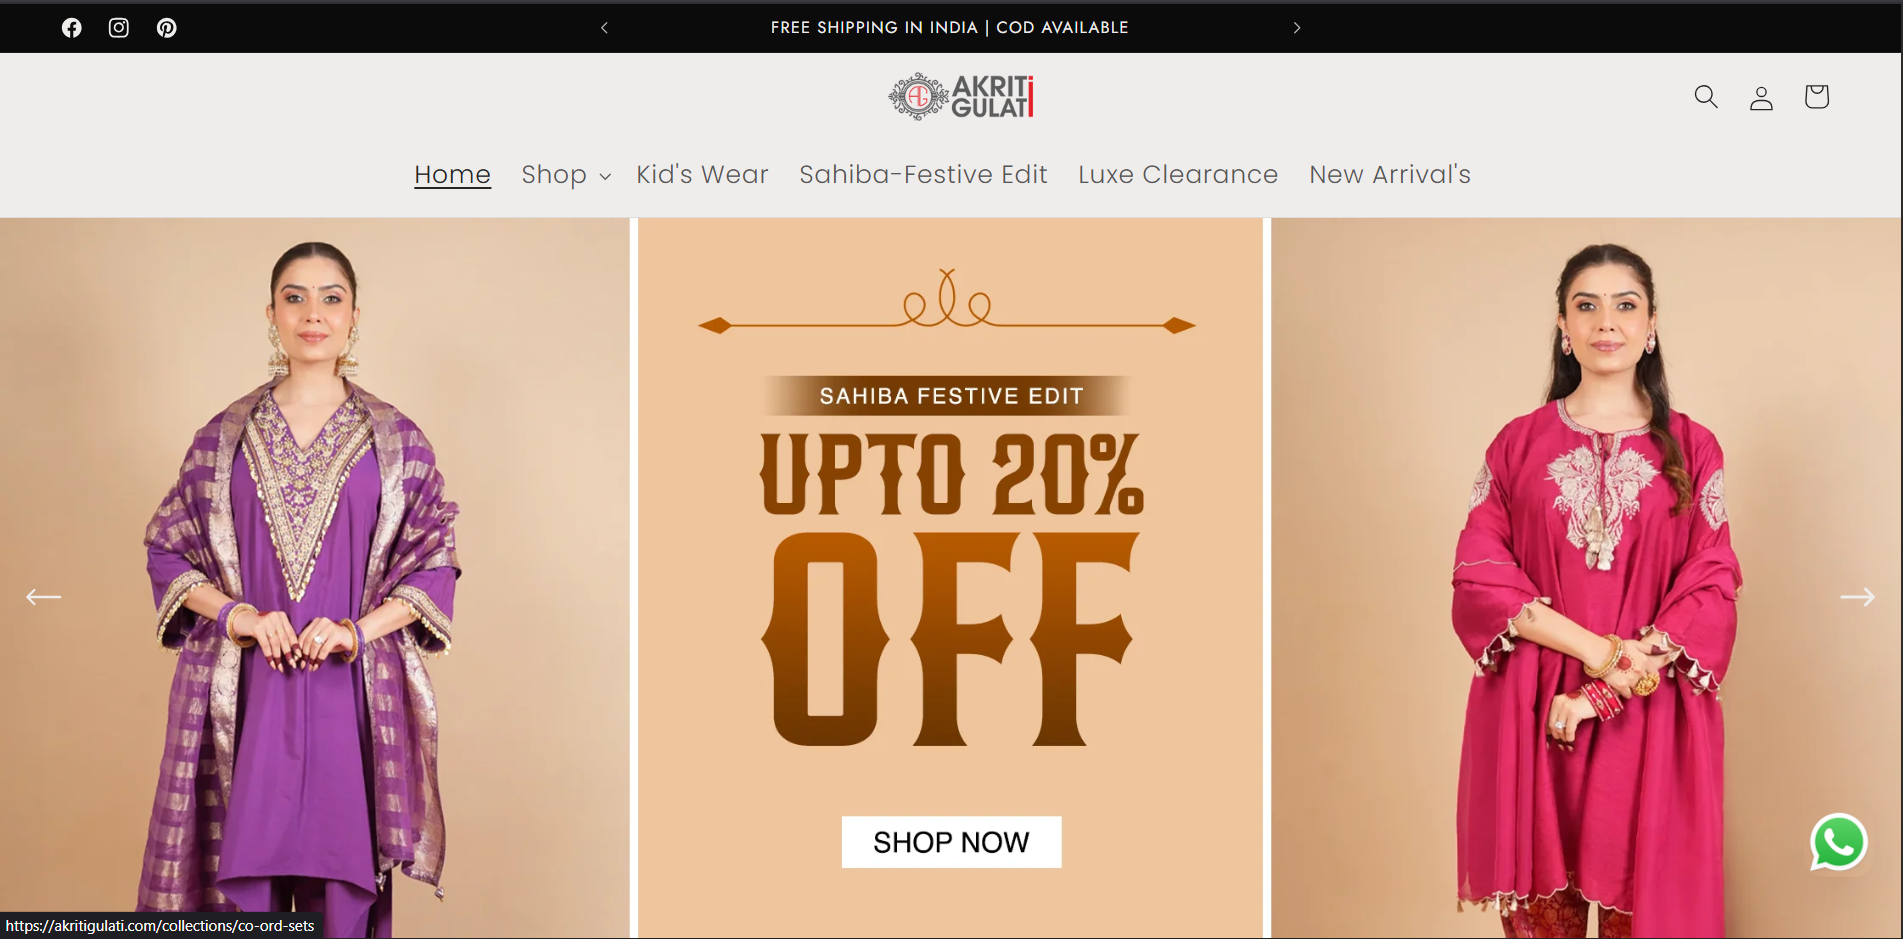 FREE SHIPPING IN INDIA | COD AVAILABLE
AG
AKRITi
GULATi
Home
Shop
Kid's Wear
Sahiba-Festive Edit
Luxe Clearance
New Arrival's
SAHIBA FESTIVE EDIT
UPTO 20%
OFF
SHOP NOW
https://akritigulati.com/collections/co-ord-sets